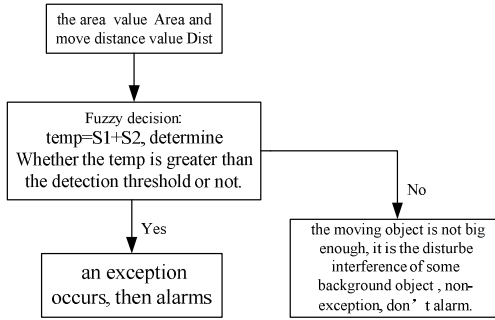 the area value Area and
move distance value Dist
Fuzzy decision:
temp=S1+S2, determine
Whether the temp is greater than
the detection threshold or not.
Yes
No
an exception
occurs, then alarms
the moving object is not big
enough, it is the disturbe
interference of some
background object , non-
exception, don’t alarm.